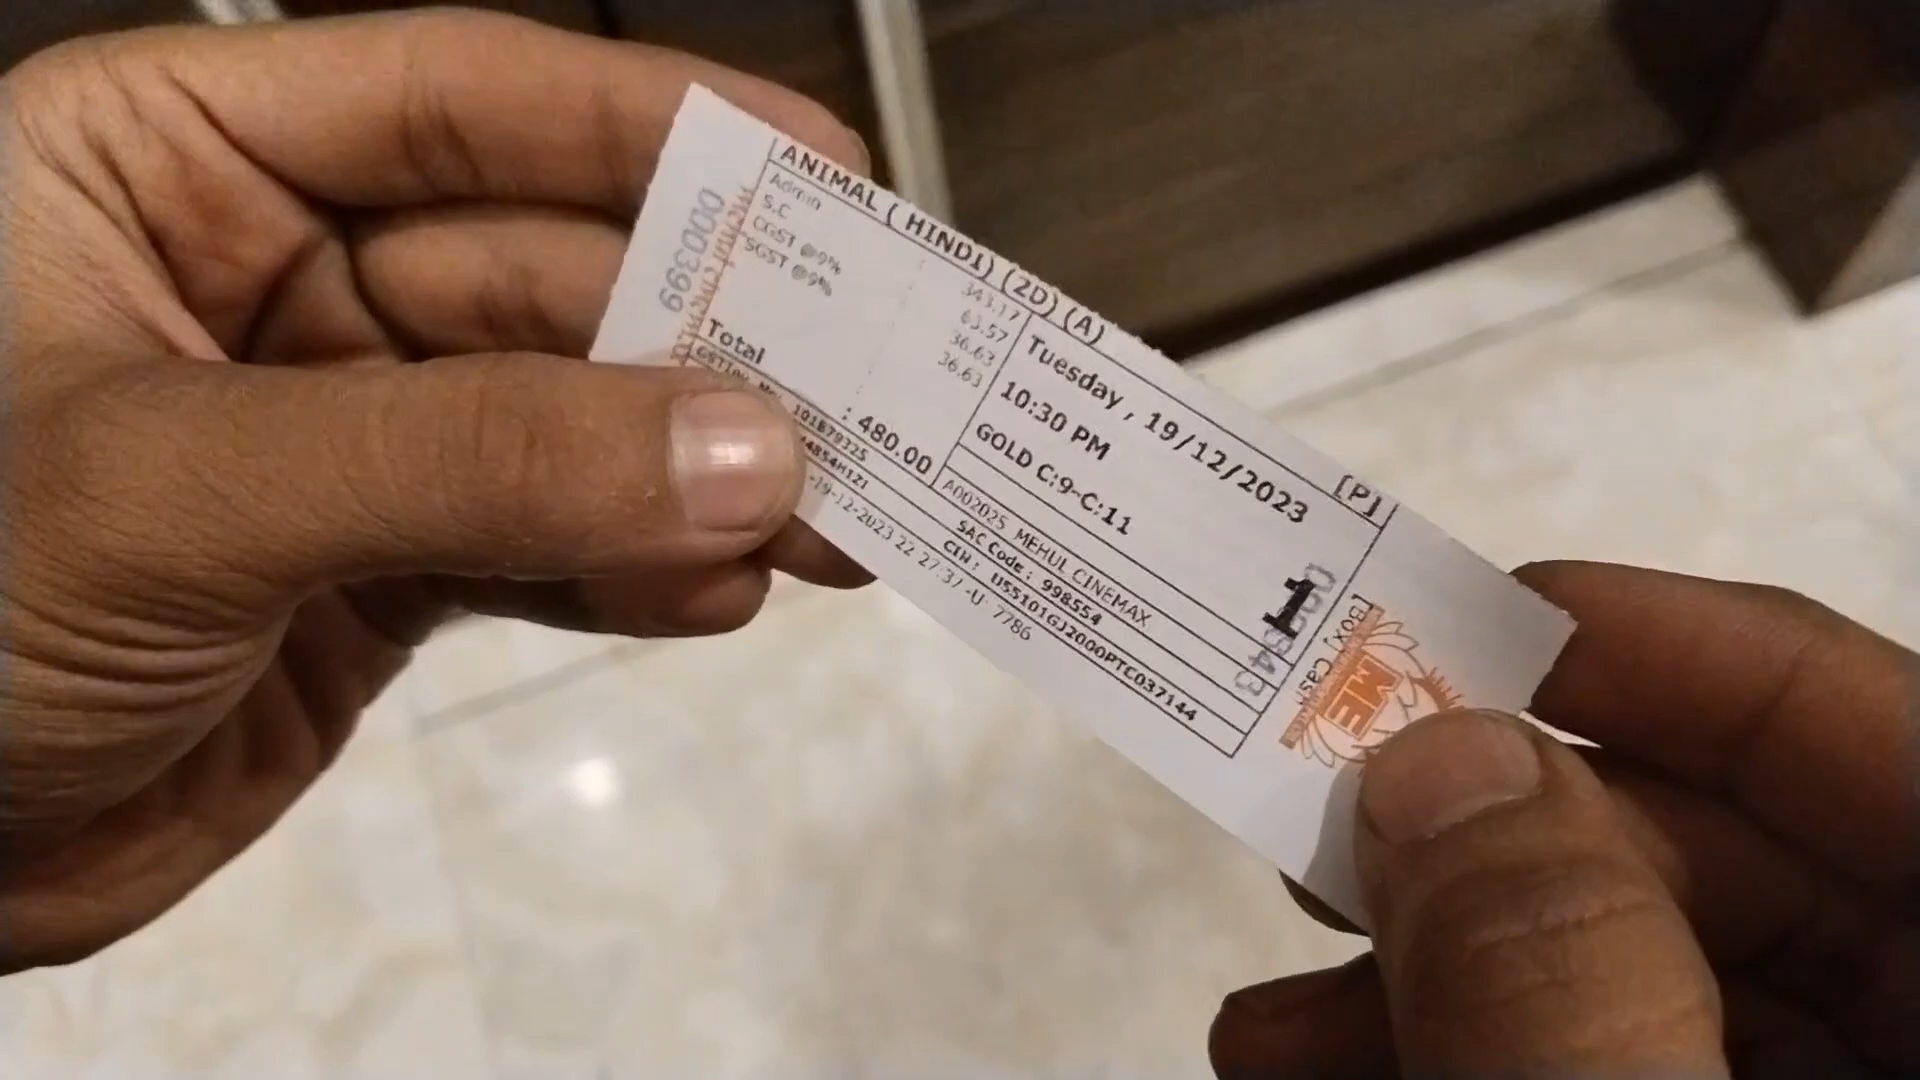 ANIMAL ( HINDI) (2D) (A)
[P]
Admin 343.17
S.C 63.57
CGST @9% 36.63
SGST @9% 36.63
Total : 480.00
Tuesday , 19/12/2023
10:30 PM
GOLD C:9-C:11
1
A002025 MEHUL CINEMAX
SAC Code : 998554
CIN: U55101GJ2000PTC037144
-19-12-2023 22 27:37 -U 7786
0000399
[Box] Cash
ME